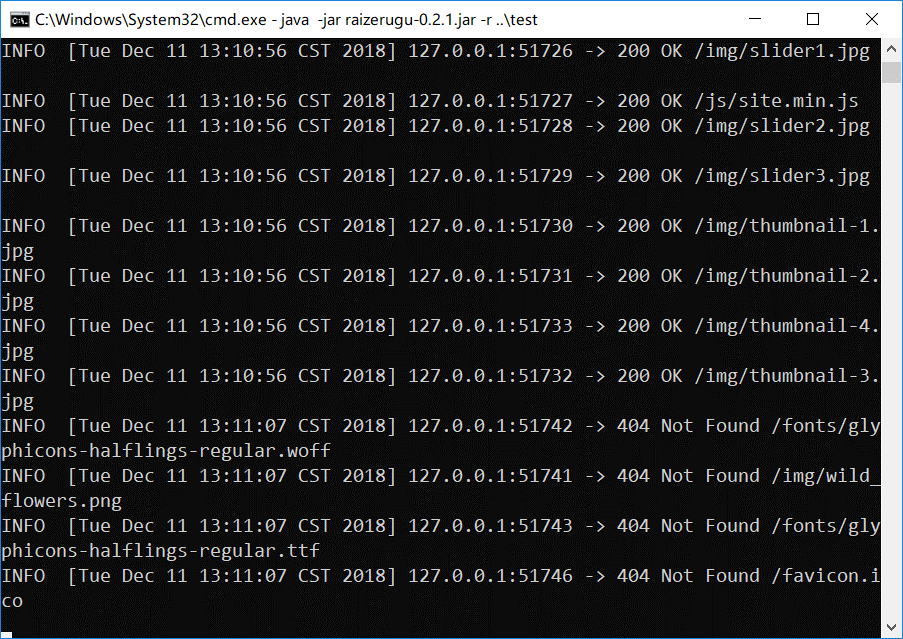 C:\Windows\System32\cmd.exe - java  -jar raizerugu-0.2.1.jar -r ..\test
INFO  [Tue Dec 11 13:10:56 CST 2018] 127.0.0.1:51726 -> 200 OK /img/slider1.jpg
INFO  [Tue Dec 11 13:10:56 CST 2018] 127.0.0.1:51727 -> 200 OK /js/site.min.js
INFO  [Tue Dec 11 13:10:56 CST 2018] 127.0.0.1:51728 -> 200 OK /img/slider2.jpg
INFO  [Tue Dec 11 13:10:56 CST 2018] 127.0.0.1:51729 -> 200 OK /img/slider3.jpg
INFO  [Tue Dec 11 13:10:56 CST 2018] 127.0.0.1:51730 -> 200 OK /img/thumbnail-1.
jpg
INFO  [Tue Dec 11 13:10:56 CST 2018] 127.0.0.1:51731 -> 200 OK /img/thumbnail-2.
jpg
INFO  [Tue Dec 11 13:10:56 CST 2018] 127.0.0.1:51733 -> 200 OK /img/thumbnail-4.
jpg
INFO  [Tue Dec 11 13:10:56 CST 2018] 127.0.0.1:51732 -> 200 OK /img/thumbnail-3.
jpg
INFO  [Tue Dec 11 13:11:07 CST 2018] 127.0.0.1:51742 -> 404 Not Found /fonts/gly
phicons-halflings-regular.woff
INFO  [Tue Dec 11 13:11:07 CST 2018] 127.0.0.1:51741 -> 404 Not Found /img/wild_
flowers.png
INFO  [Tue Dec 11 13:11:07 CST 2018] 127.0.0.1:51743 -> 404 Not Found /fonts/gly
phicons-halflings-regular.ttf
INFO  [Tue Dec 11 13:11:07 CST 2018] 127.0.0.1:51746 -> 404 Not Found /favicon.i
co